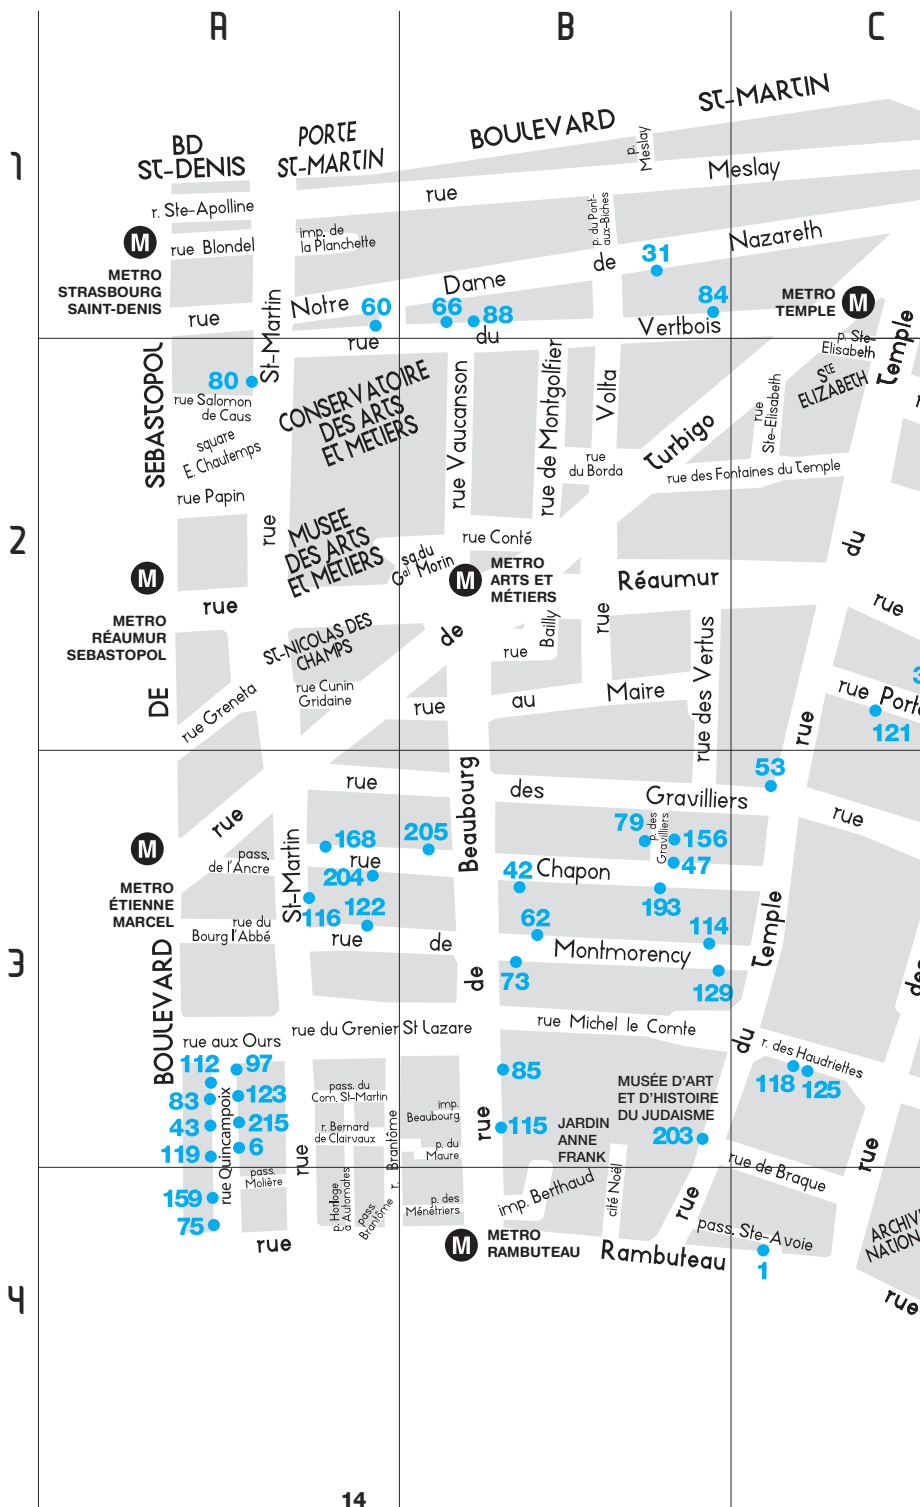 A
B
C
1
ST-MARTIN
BOULEVARD
PORTE
ST-MARTIN
BD
ST-DENIS
p.
Meslay
Meslay
rue
r. Ste-Apolline
p. du Pont-
aux-Biches
imp. de
la Planchette
rue Blondel
Nazareth
M
METRO
STRASBOURG
SAINT-DENIS
de
31
Dame
Notre
St-Martin
60
66
88
84
METRO
TEMPLE
M
rue
rue
du
Vertbois
p. Ste-
Elisabeth
Temple
STE
ELIZABETH
SEBASTOPOL
80
rue Salomon
de Caus
square
E. Chautemps
rue Papin
CONSERVATOIRE
DES ARTS
ET METIERS
rue Vaucanson
rue de Montgolfier
Volta
Turbigo
rue
Ste-Elisabeth
rue
du Borda
rue des Fontaines du Temple
2
rue
MUSEE
DES ARTS
ET METIERS
sq.du
Gal Morin
rue Conté
M
METRO
ARTS ET
MÉTIERS
du
Réaumur
M
METRO
RÉAUMUR
SEBASTOPOL
rue
ST-NICOLAS DES
CHAMPS
de
rue
Bailly
rue
rue des Vertus
rue
DE
rue Greneta
rue Cunin
Gridaine
rue
au
Maire
rue
rue Porte
121
53
rue
Beaubourg
rue
des
Gravilliers
rue
M
METRO
ÉTIENNE
MARCEL
rue
St-Martin
168
205
79
p. des
Gravilliers
156
47
pass.
de l'Ancre
rue
204
42
Chapon
193
116
122
rue du
Bourg l'Abbé
rue
de
62
114
Montmorency
Temple
3
BOULEVARD
de
73
129
des
rue aux Ours
rue du Grenier St Lazare
rue Michel le Comte
du
r. des Haudriettes
112
97
83
123
43
215
119
6
rue Quincampoix
pass. du
Com. St-Martin
r. Bernard
de Clairvaux
r. Brantôme
imp.
Beaubourg
p. du
Maure
rue
85
115
JARDIN
ANNE
FRANK
MUSÉE D'ART
ET D'HISTOIRE
DU JUDAISME
203
118
125
rue
rue
pass.
Molière
159
75
p. Horloge
à Automates
pass.
Brantôme
p. des
Ménétriers
imp. Berthaud
cité Noël
rue
rue de Braque
pass. Ste-Avoie
4
rue
M
METRO
RAMBUTEAU
Rambuteau
1
ARCHIV
NATION
rue
14